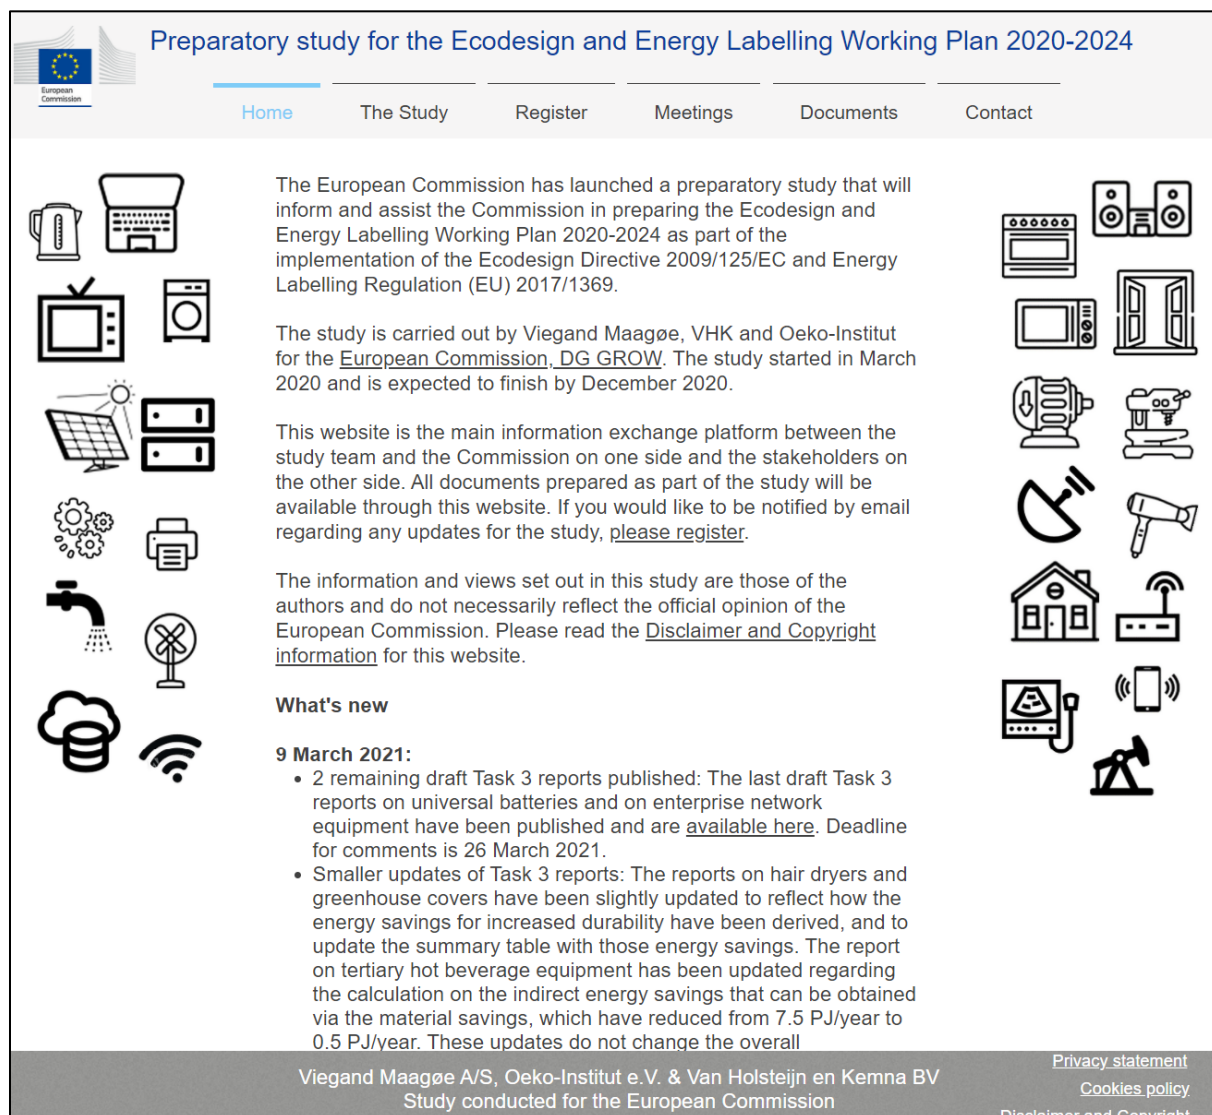 European
Commission
Preparatory study for the Ecodesign and Energy Labelling Working Plan 2020-2024
Home
The Study
Register
Meetings
Documents
Contact
The European Commission has launched a preparatory study that will
inform and assist the Commission in preparing the Ecodesign and
Energy Labelling Working Plan 2020-2024 as part of the
implementation of the Ecodesign Directive 2009/125/EC and Energy
Labelling Regulation (EU) 2017/1369.
The study is carried out by Viegand Maagøe, VHK and Oeko-Institut
for the European Commission, DG GROW. The study started in March
2020 and is expected to finish by December 2020.
This website is the main information exchange platform between the
study team and the Commission on one side and the stakeholders on
the other side. All documents prepared as part of the study will be
available through this website. If you would like to be notified by email
regarding any updates for the study, please register.
The information and views set out in this study are those of the
authors and do not necessarily reflect the official opinion of the
European Commission. Please read the Disclaimer and Copyright
information for this website.
What's new
9 March 2021:
• 2 remaining draft Task 3 reports published: The last draft Task 3
reports on universal batteries and on enterprise network
equipment have been published and are available here. Deadline
for comments is 26 March 2021.
• Smaller updates of Task 3 reports: The reports on hair dryers and
greenhouse covers have been slightly updated to reflect how the
energy savings for increased durability have been derived, and to
update the summary table with those energy savings. The report
on tertiary hot beverage equipment has been updated regarding
the calculation on the indirect energy savings that can be obtained
via the material savings, which have reduced from 7.5 PJ/year to
0.5 PJ/year. These updates do not change the overall
Viegand Maagøe A/S, Oeko-Institut e.V. & Van Holsteijn en Kemna BV
Study conducted for the European Commission
Privacy statement
Cookies policy
Disclaimer and Copyright